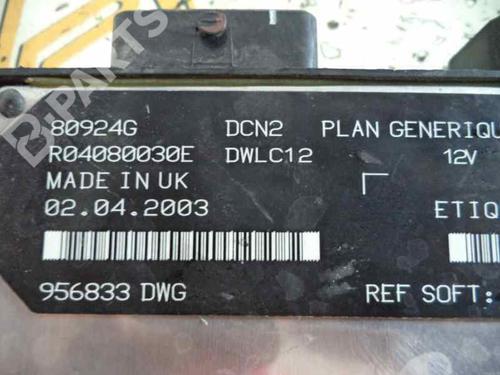 B-PARTS
80924G DCN2 PLAN GENERIQU
R04080030E DWLC12 12V
MADE IN UK
02.04.2003 ETIQ
956833 DWG REF SOFT: